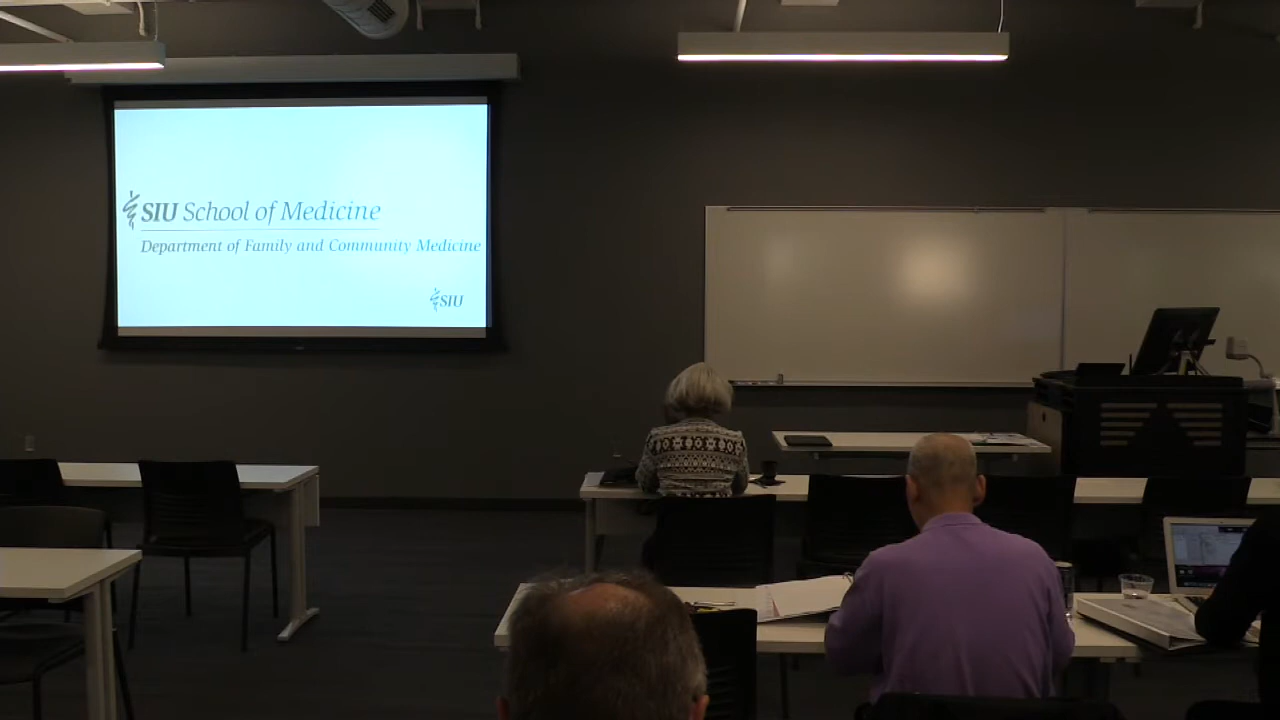 SIU School of Medicine
Department of Family and Community Medicine
SIU